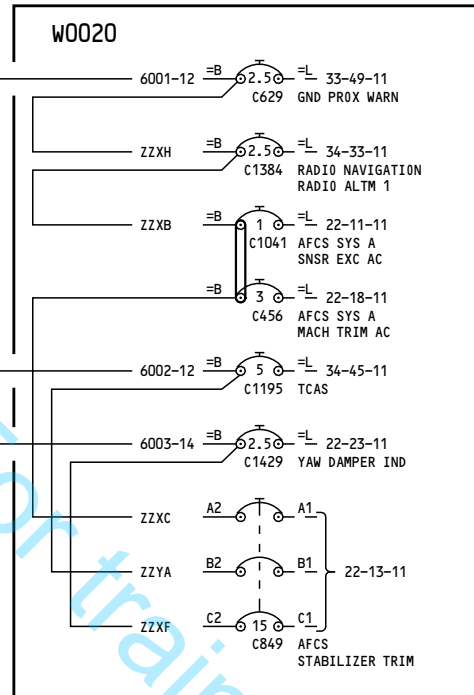 W0020
6001-12 =B 2.5 =L 33-49-11
C629 GND PROX WARN
ZZXH =B 2.5 =L 34-33-11
C1384 RADIO NAVIGATION
RADIO ALTM 1
ZZXB =B 1 =L 22-11-11
C1041 AFCS SYS A
SNSR EXC AC
=B 3 =L 22-18-11
C456 AFCS SYS A
MACH TRIM AC
6002-12 =B 5 =L 34-45-11
C1195 TCAS
6003-14 =B 2.5 =L 22-23-11
C1429 YAW DAMPER IND
ZZXC A2 A1
ZZYA B2 B1 22-13-11
ZZXF C2 15 C1
C849 AFCS
STABILIZER TRIM
or trai